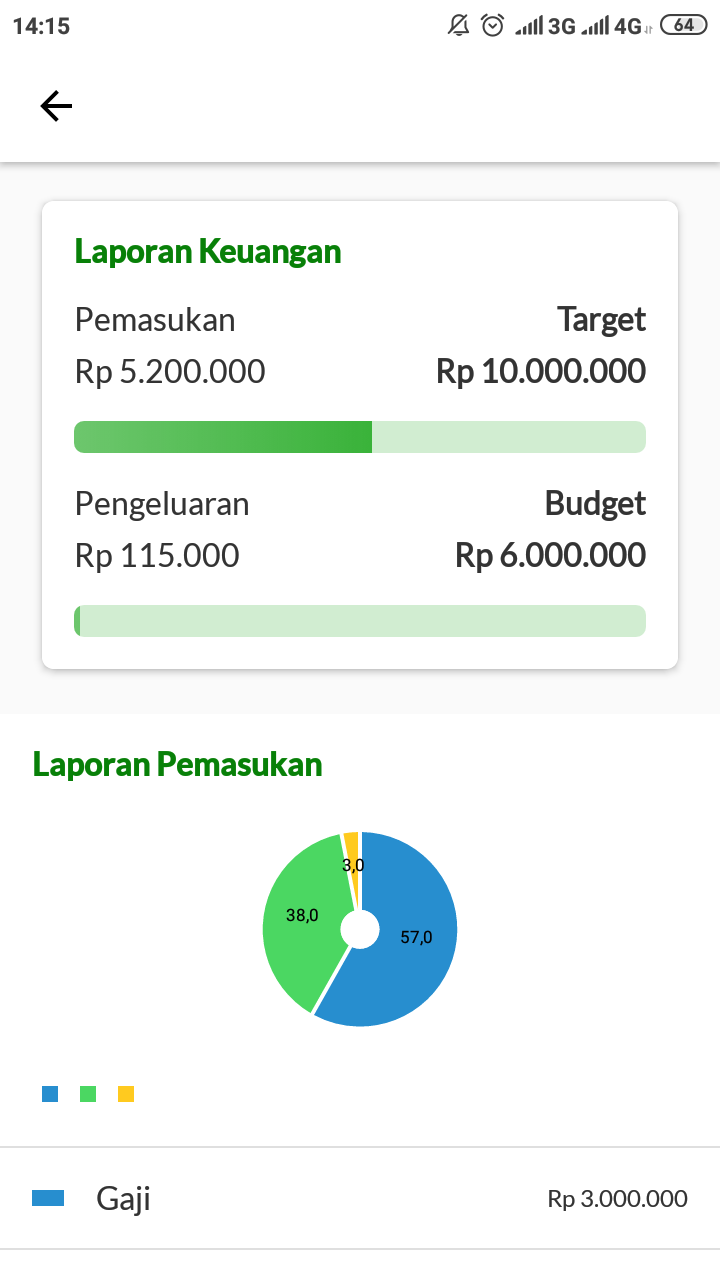 14:15 3G 4G 64
Laporan Keuangan
Pemasukan Target
Rp 5.200.000 Rp 10.000.000
Pengeluaran Budget
Rp 115.000 Rp 6.000.000
Laporan Pemasukan
3,0
38,0
57,0
Gaji Rp 3.000.000